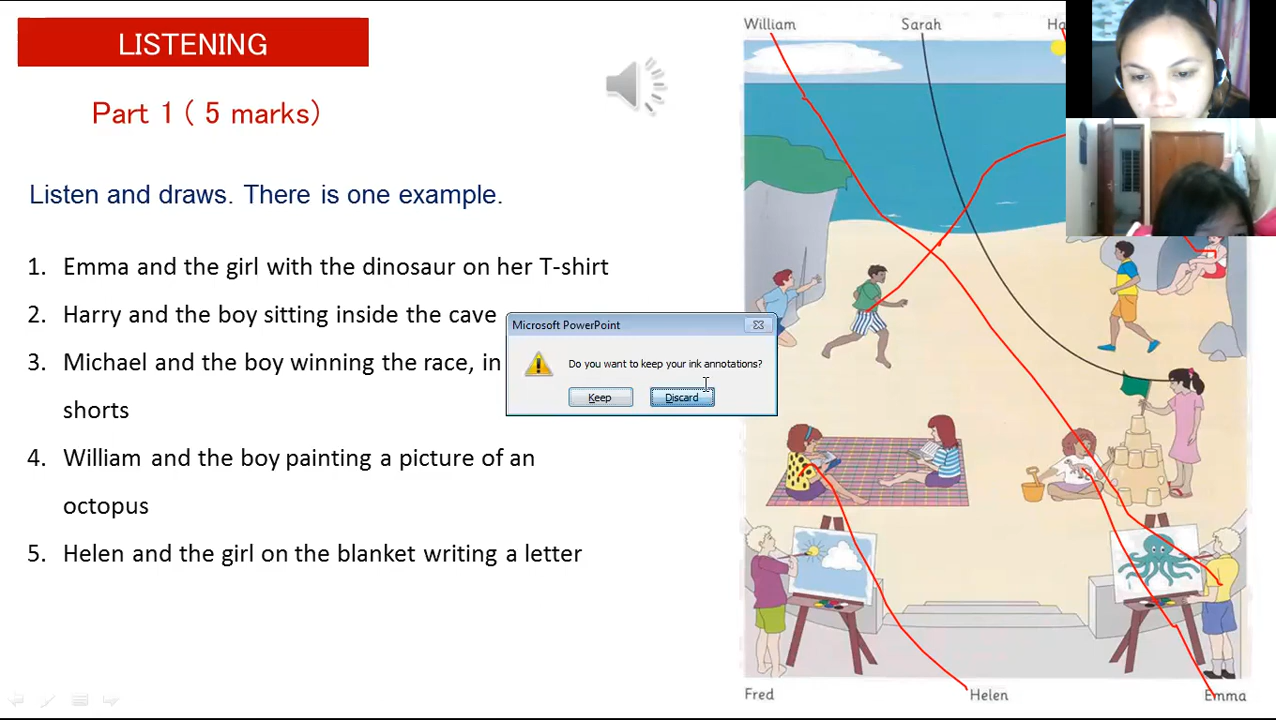 LISTENING
William
Sarah
Part 1 ( 5 marks)
Listen and draws. There is one example.
1. Emma and the girl with the dinosaur on her T-shirt
2. Harry and the boy sitting inside the cave
3. Michael and the boy winning the race, in
shorts
4. William and the boy painting a picture of an
octopus
5. Helen and the girl on the blanket writing a letter
Microsoft PowerPoint
Do you want to keep your ink annotations?
Keep
Discard
Fred
Helen
Emma